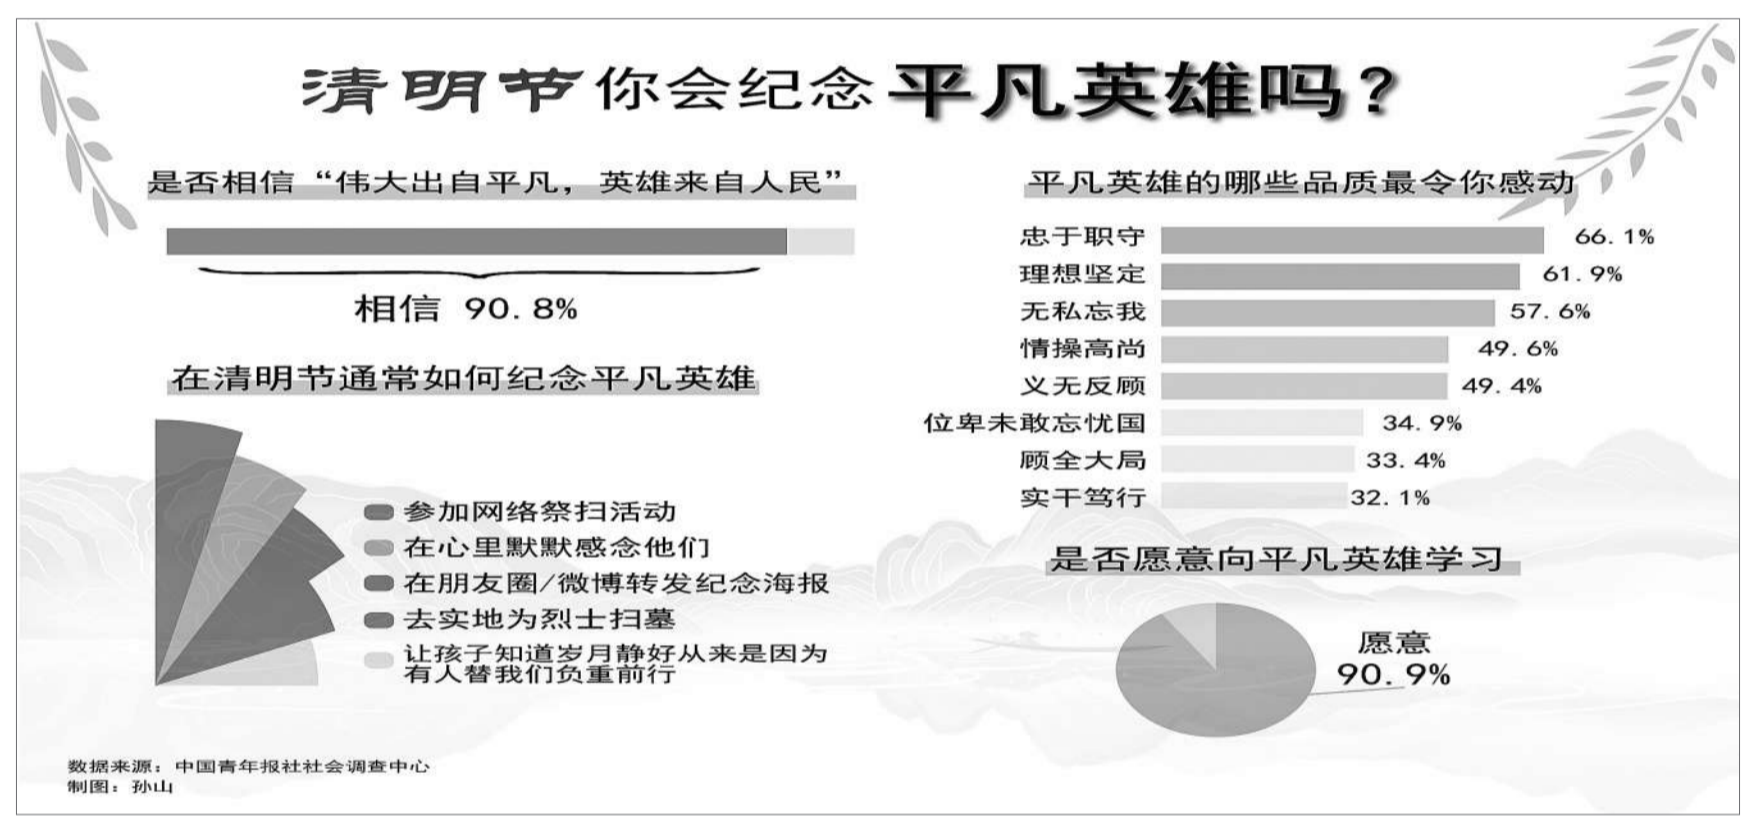 清明节你会纪念平凡英雄吗?
是否相信“伟大出自平凡，英雄来自人民”
相信 90.8%
在清明节通常如何纪念平凡英雄
参加网络祭扫活动
在心里默默感念他们
在朋友圈/微博转发纪念海报
去实地为烈士扫墓
让孩子知道岁月静好从来是因为
有人替我们负重前行
平凡英雄的哪些品质最令你感动
忠于职守 66.1%
理想坚定 61.9%
无私忘我 57.6%
情操高尚 49.6%
义无反顾 49.4%
位卑未敢忘忧国 34.9%
顾全大局 33.4%
实干笃行 32.1%
是否愿意向平凡英雄学习
愿意
90.9%
数据来源：中国青年报社社会调查中心
制图：孙山